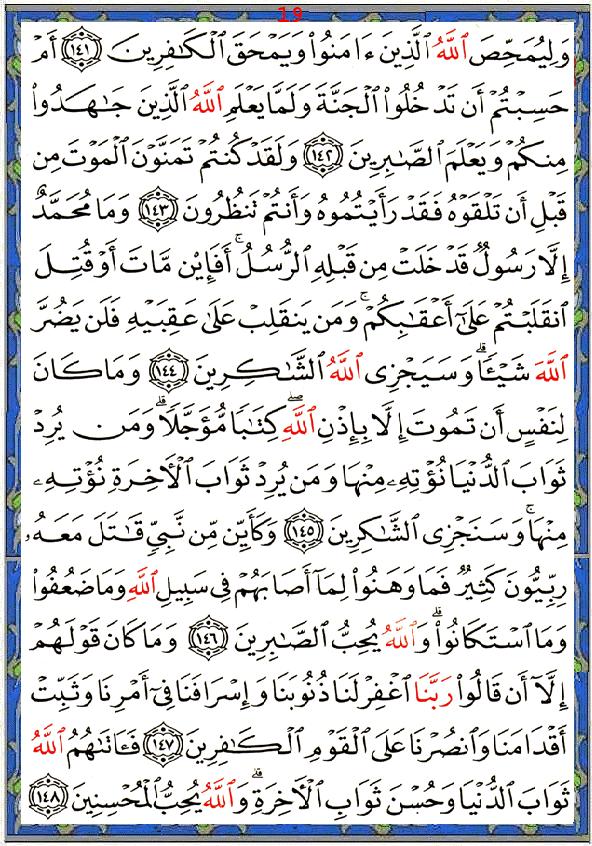 19
وَلِيُمَحِّصَ ٱللَّهُ ٱلَّذِينَ ءَامَنُوا۟ وَيَمْحَقَ ٱلْكَٰفِرِينَ ١٤١ أَمْ
حَسِبْتُمْ أَن تَدْخُلُوا۟ ٱلْجَنَّةَ وَلَمَّا يَعْلَمِ ٱللَّهُ ٱلَّذِينَ جَٰهَدُوا۟
مِنكُمْ وَيَعْلَمَ ٱلصَّٰبِرِينَ ١٤٢ وَلَقَدْ كُنتُمْ تَمَنَّوْنَ ٱلْمَوْتَ مِن
قَبْلِ أَن تَلْقَوْهُ فَقَدْ رَأَيْتُمُوهُ وَأَنتُمْ تَنظُرُونَ ١٤٣ وَمَا مُحَمَّدٌ
إِلَّا رَسُولٌ قَدْ خَلَتْ مِن قَبْلِهِ ٱلرُّسُلُ ۚ أَفَإِي۟ن مَّاتَ أَوْ قُتِلَ
ٱنقَلَبْتُمْ عَلَىٰٓ أَعْقَٰبِكُمْ ۚ وَمَن يَنقَلِبْ عَلَىٰ عَقِبَيْهِ فَلَن يَضُرَّ
ٱللَّهَ شَيْـًٔا ۗ وَسَيَجْزِى ٱللَّهُ ٱلشَّٰكِرِينَ ١٤٤ وَمَا كَانَ
لِنَفْسٍ أَن تَمُوتَ إِلَّا بِإِذْنِ ٱللَّهِ كِتَٰبًا مُّؤَجَّلًا ۗ وَمَن يُرِدْ
ثَوَابَ ٱلدُّنْيَا نُؤْتِهِۦ مِنْهَا وَمَن يُرِدْ ثَوَابَ ٱلْـَٔاخِرَةِ نُؤْتِهِۦ
مِنْهَا ۚ وَسَنَجْزِى ٱلشَّٰكِرِينَ ١٤٥ وَكَأَيِّن مِّن نَّبِىٍّ قَٰتَلَ مَعَهُۥ
رِبِّيُّونَ كَثِيرٌ فَمَا وَهَنُوا۟ لِمَآ أَصَابَهُمْ فِى سَبِيلِ ٱللَّهِ وَمَا ضَعُفُوا۟
وَمَا ٱسْتَكَانُوا۟ ۗ وَٱللَّهُ يُحِبُّ ٱلصَّٰبِرِينَ ١٤٦ وَمَا كَانَ قَوْلَهُمْ
إِلَّآ أَن قَالُوا۟ رَبَّنَا ٱغْفِرْ لَنَا ذُنُوبَنَا وَإِسْرَافَنَا فِىٓ أَمْرِنَا وَثَبِّتْ
أَقْدَامَنَا وَٱنصُرْنَا عَلَى ٱلْقَوْمِ ٱلْكَٰفِرِينَ ١٤٧ فَـَٔاتَىٰهُمُ ٱللَّهُ
ثَوَابَ ٱلدُّنْيَا وَحُسْنَ ثَوَابِ ٱلْـَٔاخِرَةِ ۗ وَٱللَّهُ يُحِبُّ ٱلْمُحْسِنِينَ ١٤٨